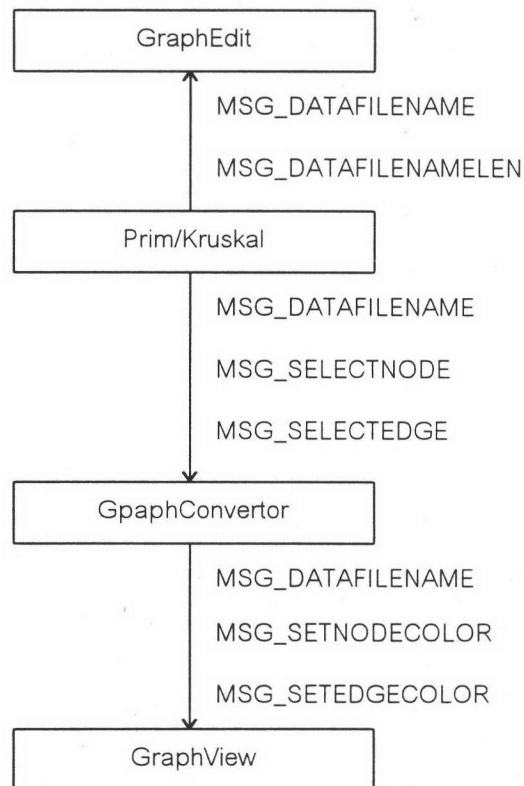 GraphEdit
MSG_DATAFILENAME
MSG_DATAFILENAMELEN
Prim/Kruskal
MSG_DATAFILENAME
MSG_SELECTNODE
MSG_SELECTEDGE
GpaphConvertor
MSG_DATAFILENAME
MSG_SETNODECOLOR
MSG_SETEDGECOLOR
GraphView